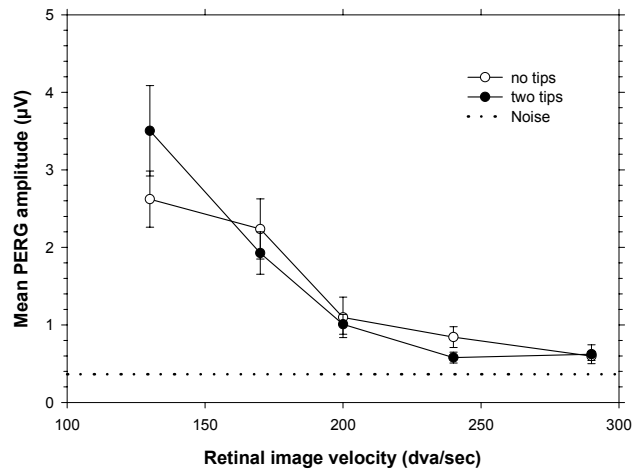 5
4
3
2
1
0
Mean PERG amplitude (µV)
no tips
two tips
Noise
100 150 200 250 300
Retinal image velocity (dva/sec)